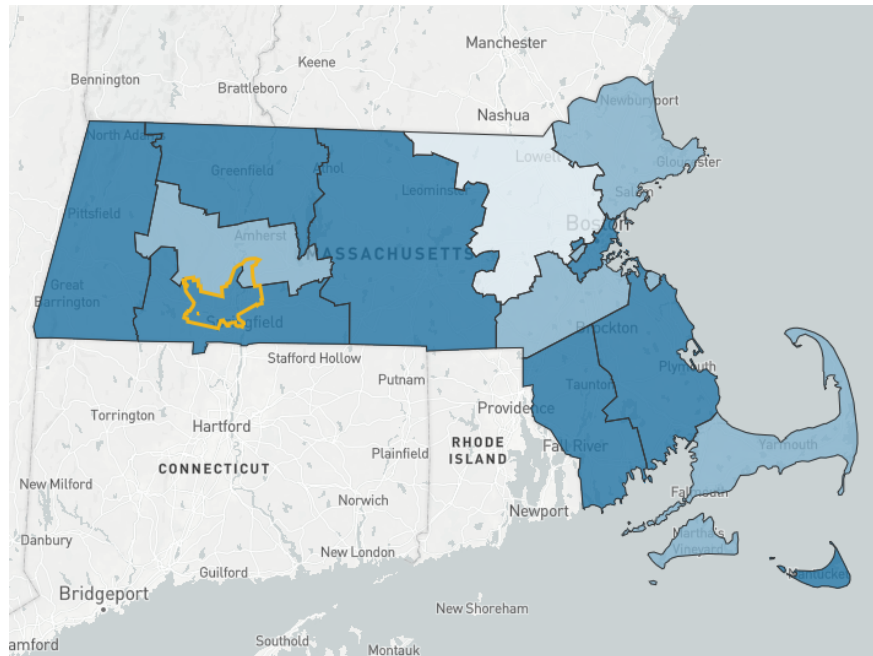 Manchester
Keene
Bennington
Brattleboro
Nashua
Newburyport
North Adams
Lowell
Gloucester
Greenfield
Athol
Salem
Leominster
Pittsfield
Boston
Amherst
MASSACHUSETTS
Great
Barrington
Springfield
Brockton
Stafford Hollow
Plymouth
Putnam
Taunton
Torrington
Providence
Hartford
RHODE
ISLAND
Fall River
Yarmouth
Plainfield
CONNECTICUT
New Milford
Norwich
Falmouth
Newport
Danbury
Martha's
Vineyard
New London
Guilford
Nantucket
Bridgeport
New Shoreham
amford
Southold
Montauk